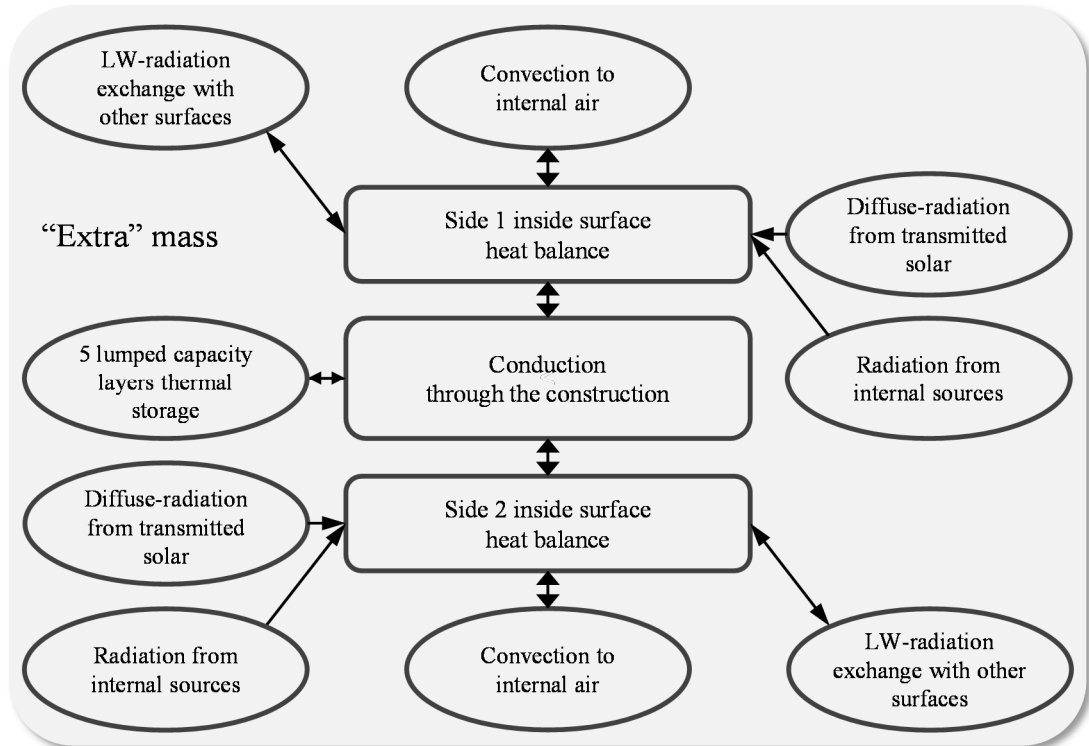 LW-radiation
exchange with
other surfaces
Convection to
internal air
“Extra” mass
Side 1 inside surface
heat balance
Diffuse-radiation
from transmitted
solar
5 lumped capacity
layers thermal
storage
Conduction
through the construction
Radiation from
internal sources
Diffuse-radiation
from transmitted
solar
Side 2 inside surface
heat balance
Radiation from
internal sources
Convection to
internal air
LW-radiation
exchange with other
surfaces